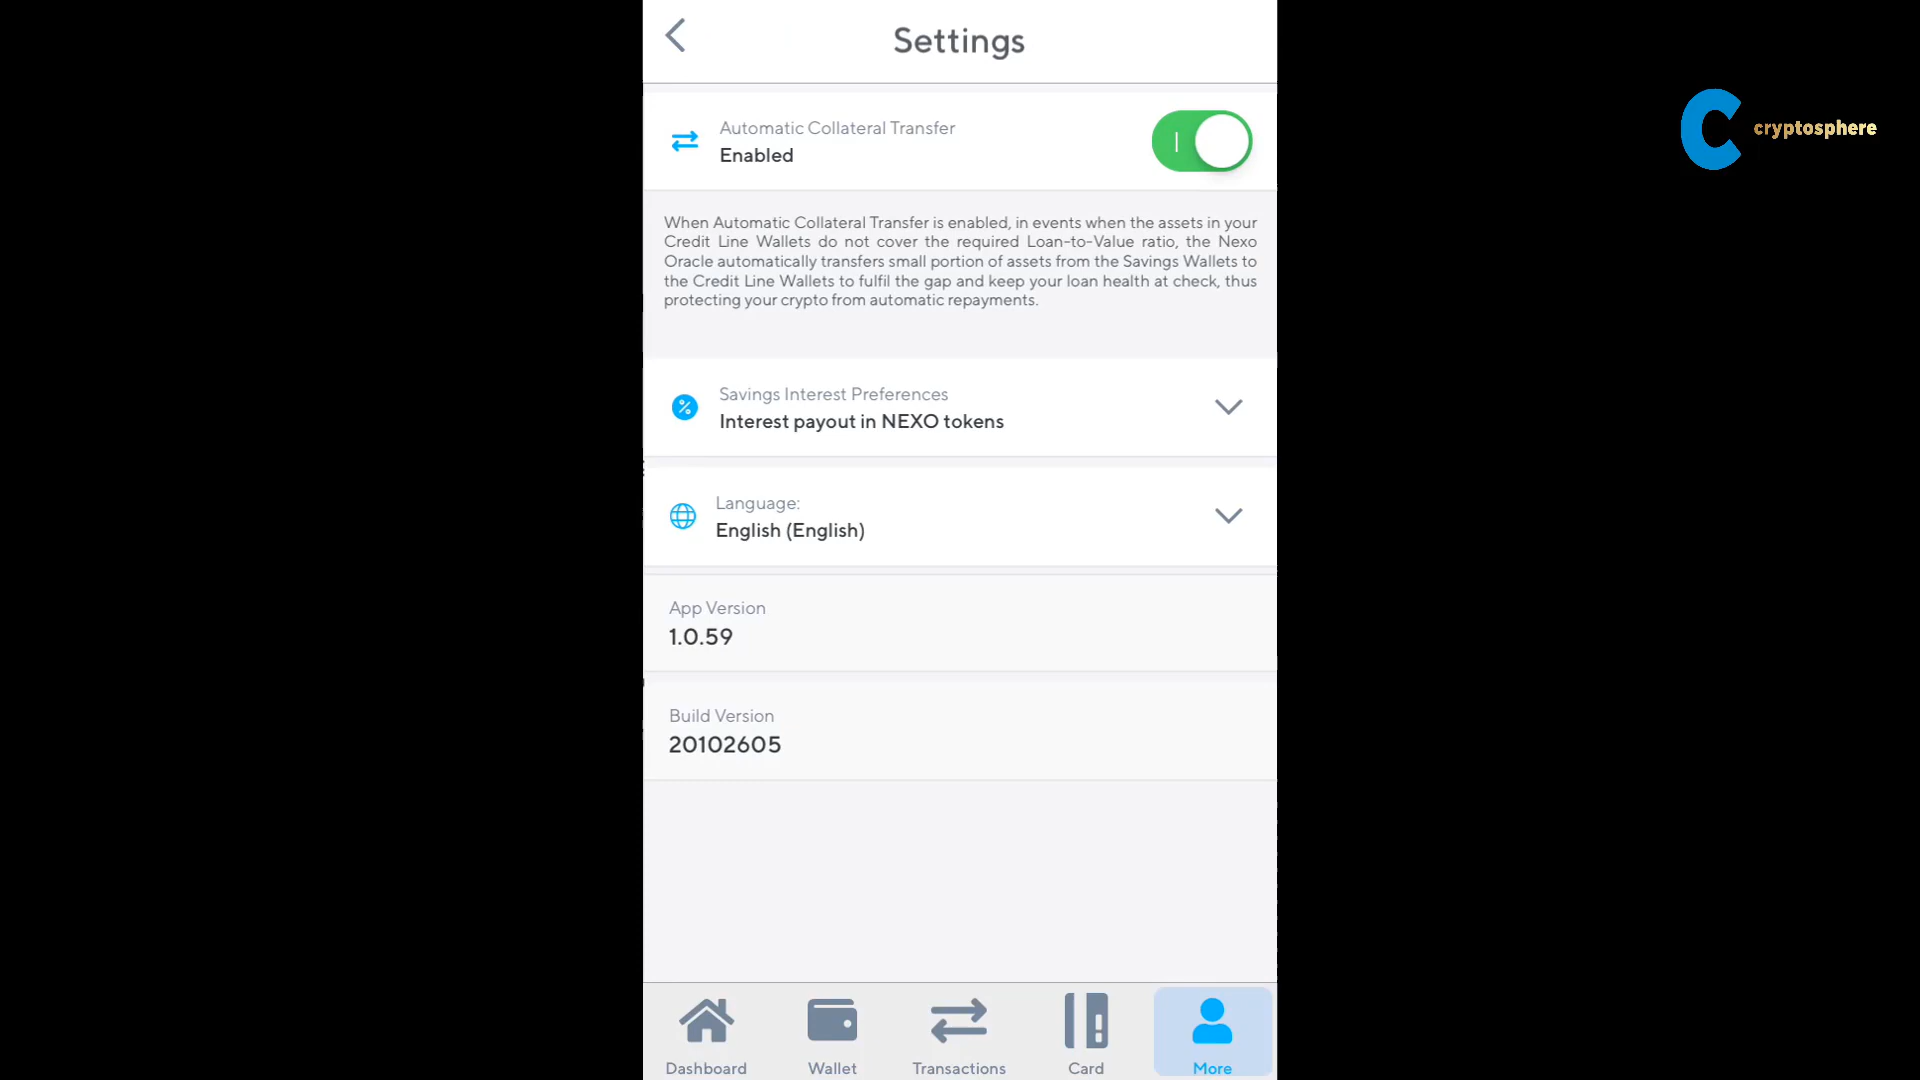 Settings
cryptosphere
Automatic Collateral Transfer
Enabled
When Automatic Collateral Transfer is enabled, in events when the assets in your
Credit Line Wallets do not cover the required Loan-to-Value ratio, the Nexo
Oracle automatically transfers small portion of assets from the Savings Wallets to
the Credit Line Wallets to fulfil the gap and keep your loan health at check, thus
protecting your crypto from automatic repayments.
Savings Interest Preferences
Interest payout in NEXO tokens
Language:
English (English)
App Version
1.0.59
Build Version
20102605
Dashboard
Wallet
Transactions
Card
More